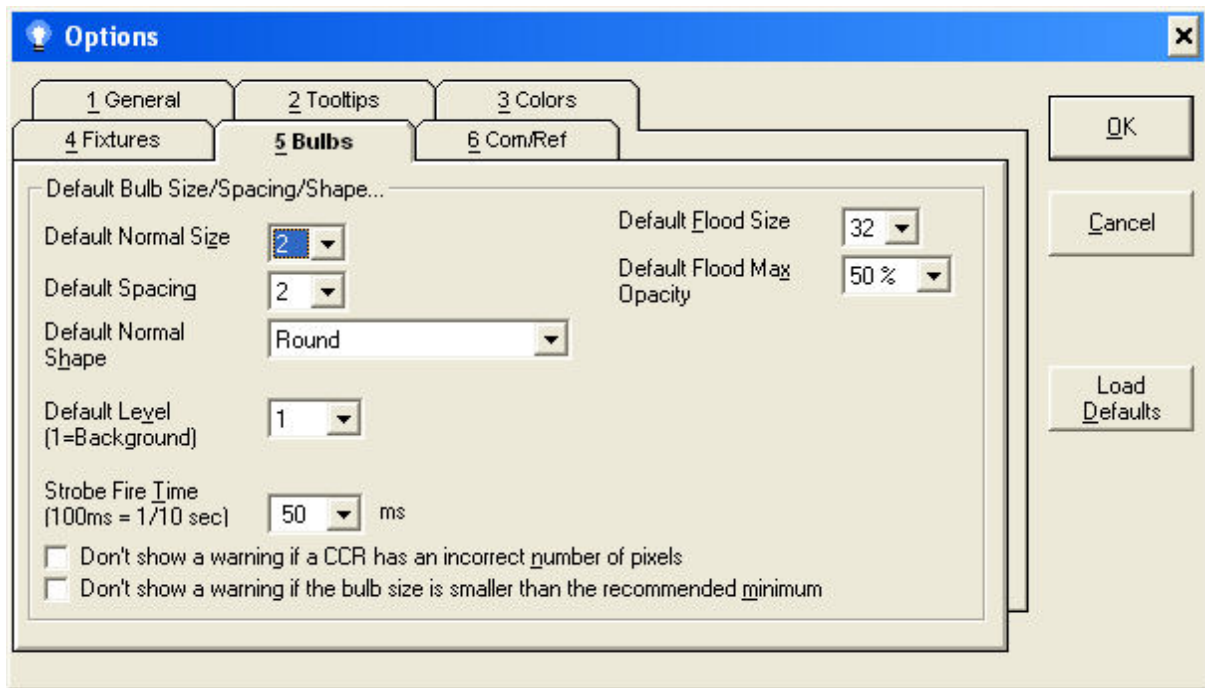 Options
1 General
2 Tooltips
3 Colors
4 Fixtures
5 Bulbs
6 Com/Ref
OK
Cancel
Load
Defaults
Default Bulb Size/Spacing/Shape...
Default Normal Size
2
Default Spacing
2
Default Normal
Shape
Round
Default Level
(1=Background)
1
Strobe Fire Time
(100ms = 1/10 sec)
50
ms
Default Flood Size
32
Default Flood Max
Opacity
50 %
Don't show a warning if a CCR has an incorrect number of pixels
Don't show a warning if the bulb size is smaller than the recommended minimum